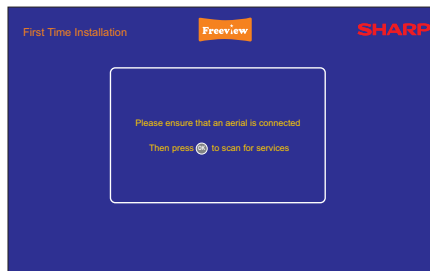 First Time Installation
Freeview
SHARP
Please ensure that an aerial is connected
Then press OK to scan for services